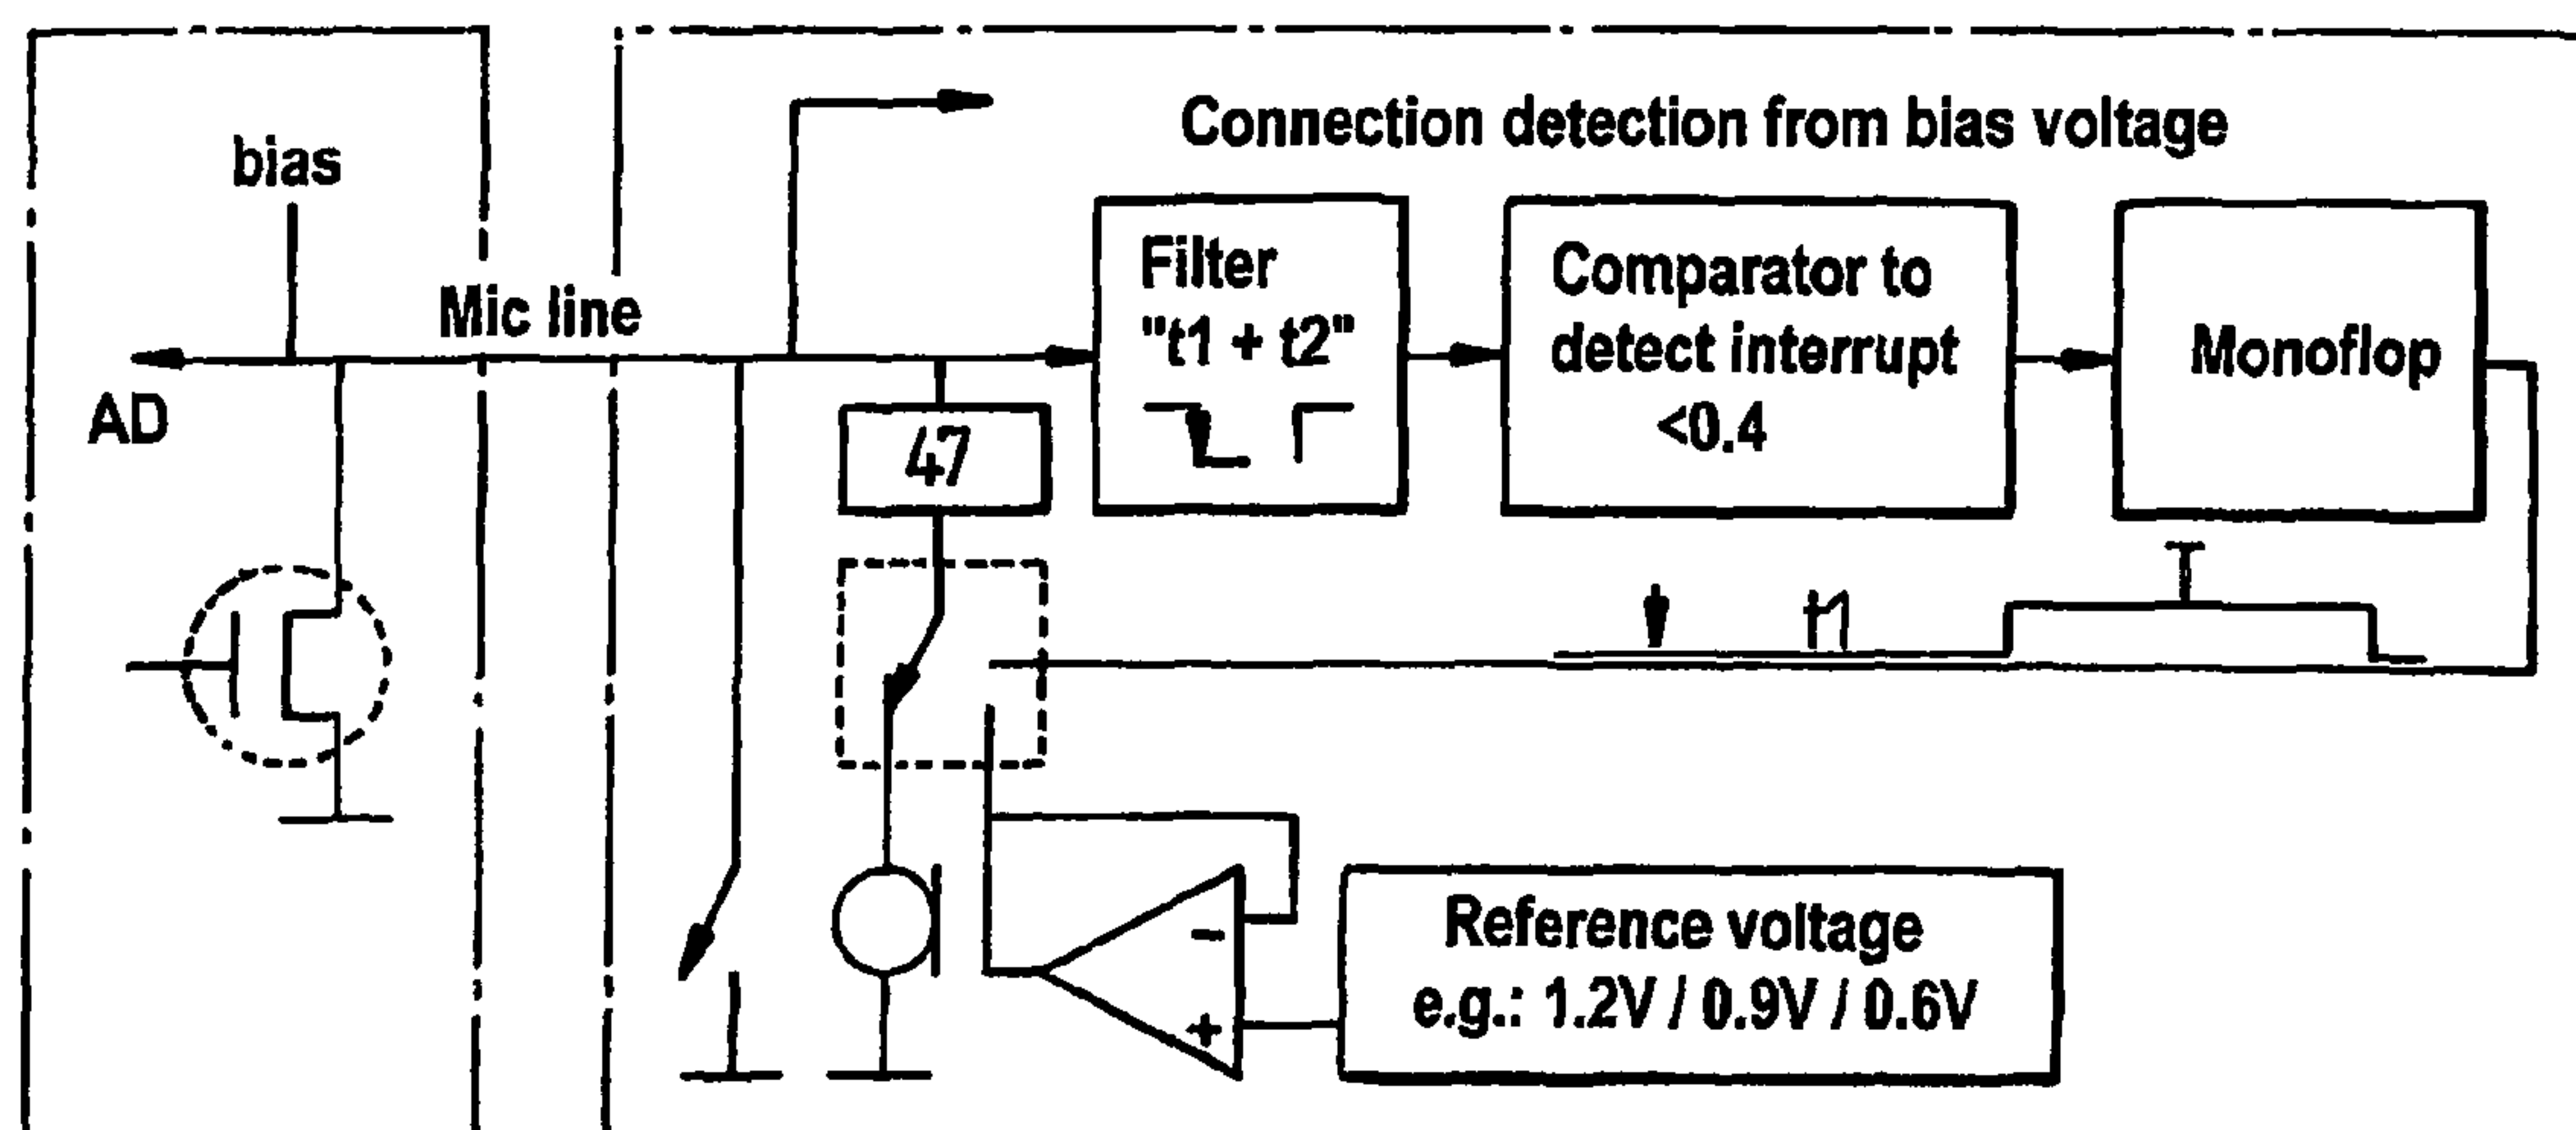 Connection detection from bias voltage
bias
Mic line
AD
Filter
"t1 + t2"
Comparator to
detect interrupt
<0.4
Monoflop
47
t1
T
Reference voltage
e.g.: 1.2V / 0.9V / 0.6V
-
+